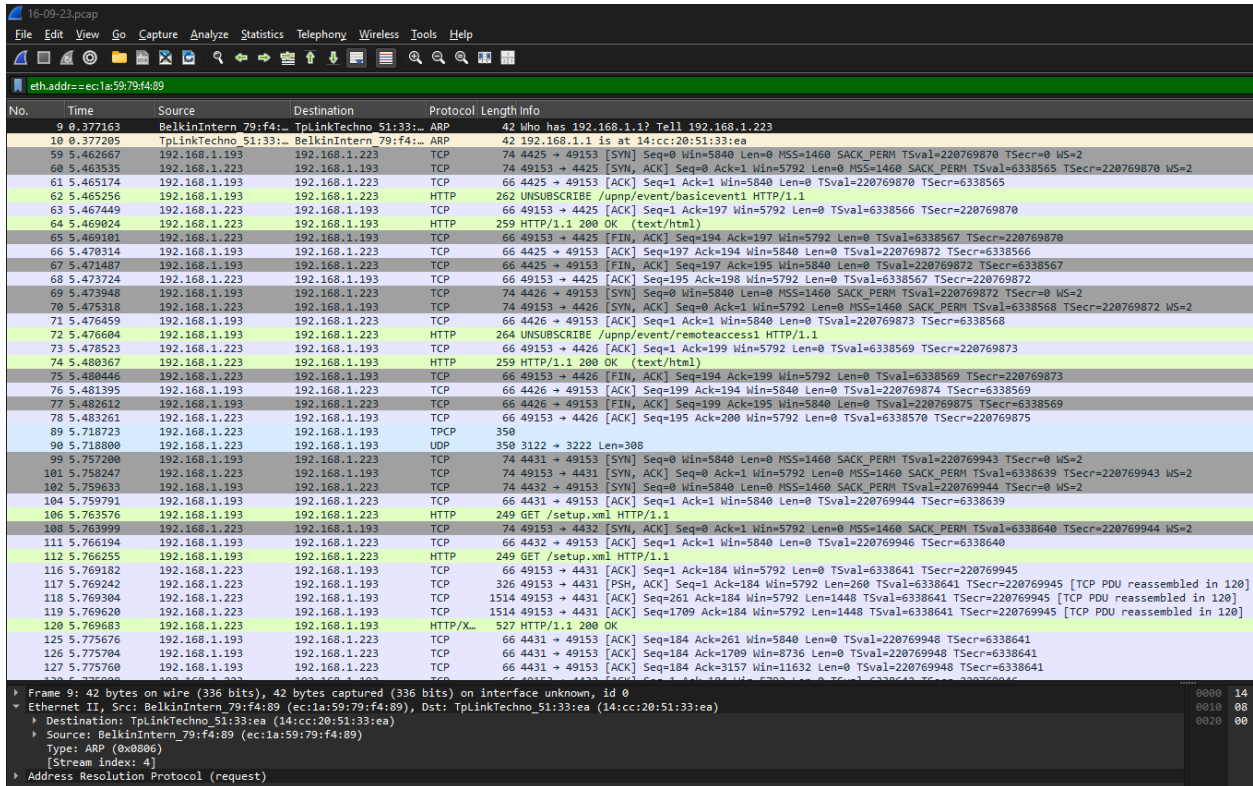 16-09-23.pcap
File Edit View Go Capture Analyze Statistics Telephony Wireless Tools Help
eth.addr==ec:1a:59:79:f4:89
No. Time Source Destination Protocol Length Info
9 0.377163 BelkinIntern_79:f4:… TpLinkTechno_51:33:… ARP 42 Who has 192.168.1.1? Tell 192.168.1.223
10 0.377205 TpLinkTechno_51:33:… BelkinIntern_79:f4:… ARP 42 192.168.1.1 is at 14:cc:20:51:33:ea
59 5.462667 192.168.1.193 192.168.1.223 TCP 74 4425 → 49153 [SYN] Seq=0 Win=5840 Len=0 MSS=1460 SACK_PERM TSval=220769870 TSecr=0 WS=2
60 5.463535 192.168.1.223 192.168.1.193 TCP 74 49153 → 4425 [SYN, ACK] Seq=0 Ack=1 Win=5792 Len=0 MSS=1460 SACK_PERM TSval=6338565 TSecr=220769870 WS=2
61 5.465174 192.168.1.193 192.168.1.223 TCP 66 4425 → 49153 [ACK] Seq=1 Ack=1 Win=5840 Len=0 TSval=220769870 TSecr=6338565
62 5.465256 192.168.1.193 192.168.1.223 HTTP 262 UNSUBSCRIBE /upnp/event/basicevent1 HTTP/1.1
63 5.467449 192.168.1.223 192.168.1.193 TCP 66 49153 → 4425 [ACK] Seq=1 Ack=197 Win=5792 Len=0 TSval=6338566 TSecr=220769870
64 5.469024 192.168.1.223 192.168.1.193 HTTP 259 HTTP/1.1 200 OK (text/html)
65 5.469101 192.168.1.223 192.168.1.193 TCP 66 49153 → 4425 [FIN, ACK] Seq=194 Ack=197 Win=5792 Len=0 TSval=6338567 TSecr=220769870
66 5.470314 192.168.1.193 192.168.1.223 TCP 66 4425 → 49153 [ACK] Seq=197 Ack=194 Win=5840 Len=0 TSval=220769872 TSecr=6338566
67 5.471487 192.168.1.193 192.168.1.223 TCP 66 4425 → 49153 [FIN, ACK] Seq=197 Ack=195 Win=5840 Len=0 TSval=220769872 TSecr=6338567
68 5.473724 192.168.1.223 192.168.1.193 TCP 66 49153 → 4425 [ACK] Seq=195 Ack=198 Win=5792 Len=0 TSval=6338567 TSecr=220769872
69 5.473948 192.168.1.193 192.168.1.223 TCP 74 4426 → 49153 [SYN] Seq=0 Win=5840 Len=0 MSS=1460 SACK_PERM TSval=220769872 TSecr=0 WS=2
70 5.475318 192.168.1.223 192.168.1.193 TCP 74 49153 → 4426 [SYN, ACK] Seq=0 Ack=1 Win=5792 Len=0 MSS=1460 SACK_PERM TSval=6338568 TSecr=220769872 WS=2
71 5.476459 192.168.1.193 192.168.1.223 TCP 66 4426 → 49153 [ACK] Seq=1 Ack=1 Win=5840 Len=0 TSval=220769873 TSecr=6338568
72 5.476604 192.168.1.193 192.168.1.223 HTTP 264 UNSUBSCRIBE /upnp/event/remoteaccess1 HTTP/1.1
73 5.478523 192.168.1.223 192.168.1.193 TCP 66 49153 → 4426 [ACK] Seq=1 Ack=199 Win=5792 Len=0 TSval=6338569 TSecr=220769873
74 5.480367 192.168.1.223 192.168.1.193 HTTP 259 HTTP/1.1 200 OK (text/html)
75 5.480446 192.168.1.223 192.168.1.193 TCP 66 49153 → 4426 [FIN, ACK] Seq=194 Ack=199 Win=5792 Len=0 TSval=6338569 TSecr=220769873
76 5.481395 192.168.1.193 192.168.1.223 TCP 66 4426 → 49153 [ACK] Seq=199 Ack=194 Win=5840 Len=0 TSval=220769874 TSecr=6338569
77 5.482612 192.168.1.193 192.168.1.223 TCP 66 4426 → 49153 [FIN, ACK] Seq=199 Ack=195 Win=5840 Len=0 TSval=220769875 TSecr=6338569
78 5.483261 192.168.1.223 192.168.1.193 TCP 66 49153 → 4426 [ACK] Seq=195 Ack=200 Win=5792 Len=0 TSval=6338570 TSecr=220769875
89 5.718723 192.168.1.223 192.168.1.193 TPCP 350
90 5.718800 192.168.1.223 192.168.1.193 UDP 350 3122 → 3222 Len=308
99 5.757200 192.168.1.193 192.168.1.223 TCP 74 4431 → 49153 [SYN] Seq=0 Win=5840 Len=0 MSS=1460 SACK_PERM TSval=220769943 TSecr=0 WS=2
101 5.758247 192.168.1.223 192.168.1.193 TCP 74 49153 → 4431 [SYN, ACK] Seq=0 Ack=1 Win=5792 Len=0 MSS=1460 SACK_PERM TSval=6338639 TSecr=220769943 WS=2
102 5.759633 192.168.1.193 192.168.1.223 TCP 74 4432 → 49153 [SYN] Seq=0 Win=5840 Len=0 MSS=1460 SACK_PERM TSval=220769944 TSecr=0 WS=2
104 5.759791 192.168.1.193 192.168.1.223 TCP 66 4431 → 49153 [ACK] Seq=1 Ack=1 Win=5840 Len=0 TSval=220769944 TSecr=6338639
106 5.763576 192.168.1.193 192.168.1.223 HTTP 249 GET /setup.xml HTTP/1.1
108 5.763999 192.168.1.223 192.168.1.193 TCP 74 49153 → 4432 [SYN, ACK] Seq=0 Ack=1 Win=5792 Len=0 MSS=1460 SACK_PERM TSval=6338640 TSecr=220769944 WS=2
111 5.766194 192.168.1.193 192.168.1.223 TCP 66 4432 → 49153 [ACK] Seq=1 Ack=1 Win=5840 Len=0 TSval=220769946 TSecr=6338640
112 5.766255 192.168.1.193 192.168.1.223 HTTP 249 GET /setup.xml HTTP/1.1
116 5.769182 192.168.1.223 192.168.1.193 TCP 66 49153 → 4431 [ACK] Seq=1 Ack=184 Win=5792 Len=0 TSval=6338641 TSecr=220769945
117 5.769242 192.168.1.223 192.168.1.193 TCP 326 49153 → 4431 [PSH, ACK] Seq=1 Ack=184 Win=5792 Len=260 TSval=6338641 TSecr=220769945 [TCP PDU reassembled in 120]
118 5.769304 192.168.1.223 192.168.1.193 TCP 1514 49153 → 4431 [ACK] Seq=261 Ack=184 Win=5792 Len=1448 TSval=6338641 TSecr=220769945 [TCP PDU reassembled in 120]
119 5.769620 192.168.1.223 192.168.1.193 TCP 1514 49153 → 4431 [ACK] Seq=1709 Ack=184 Win=5792 Len=1448 TSval=6338641 TSecr=220769945 [TCP PDU reassembled in 120]
120 5.769683 192.168.1.223 192.168.1.193 HTTP/X… 527 HTTP/1.1 200 OK
125 5.775676 192.168.1.193 192.168.1.223 TCP 66 4431 → 49153 [ACK] Seq=184 Ack=261 Win=5840 Len=0 TSval=220769948 TSecr=6338641
126 5.775704 192.168.1.193 192.168.1.223 TCP 66 4431 → 49153 [ACK] Seq=184 Ack=1709 Win=8736 Len=0 TSval=220769948 TSecr=6338641
127 5.775760 192.168.1.193 192.168.1.223 TCP 66 4431 → 49153 [ACK] Seq=184 Ack=3157 Win=11632 Len=0 TSval=220769948 TSecr=6338641
Frame 9: 42 bytes on wire (336 bits), 42 bytes captured (336 bits) on interface unknown, id 0
Ethernet II, Src: BelkinIntern_79:f4:89 (ec:1a:59:79:f4:89), Dst: TpLinkTechno_51:33:ea (14:cc:20:51:33:ea)
Destination: TpLinkTechno_51:33:ea (14:cc:20:51:33:ea)
Source: BelkinIntern_79:f4:89 (ec:1a:59:79:f4:89)
Type: ARP (0x0806)
[Stream index: 4]
Address Resolution Protocol (request)
0000 14
0010 08
0020 00